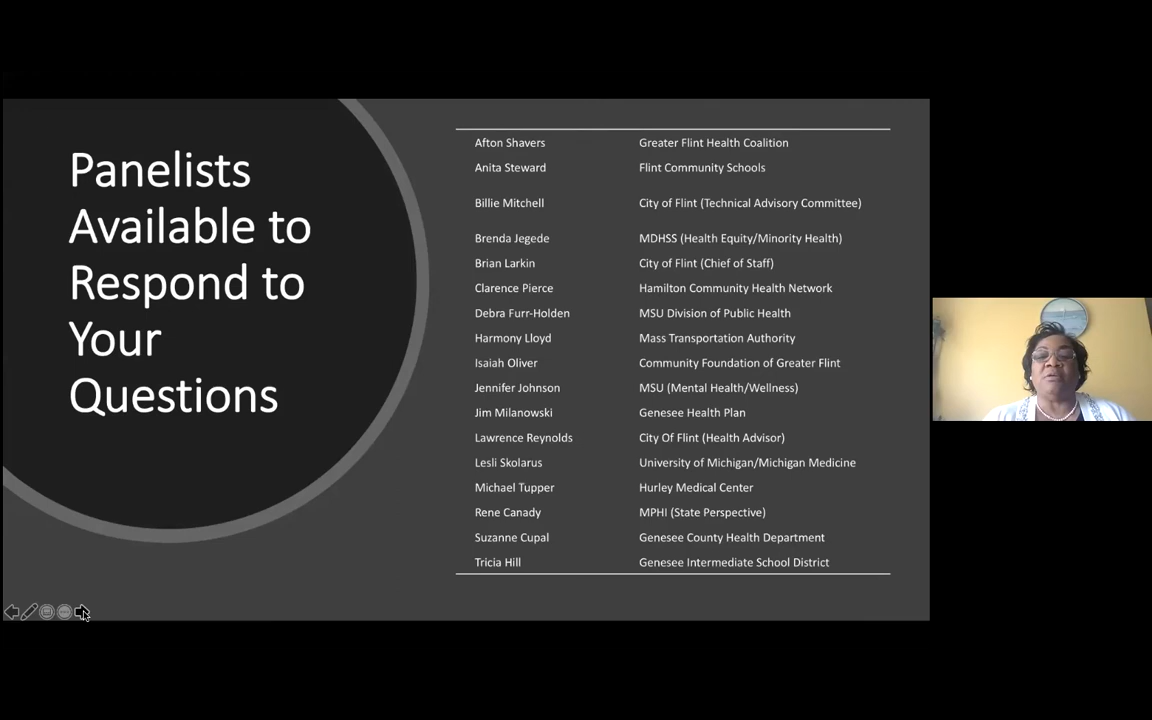 Panelists
Available to
Respond to
Your
Questions
Afton Shavers Greater Flint Health Coalition
Anita Steward Flint Community Schools
Billie Mitchell City of Flint (Technical Advisory Committee)
Brenda Jegede MDHSS (Health Equity/Minority Health)
Brian Larkin City of Flint (Chief of Staff)
Clarence Pierce Hamilton Community Health Network
Debra Furr-Holden MSU Division of Public Health
Harmony Lloyd Mass Transportation Authority
Isaiah Oliver Community Foundation of Greater Flint
Jennifer Johnson MSU (Mental Health/Wellness)
Jim Milanowski Genesee Health Plan
Lawrence Reynolds City Of Flint (Health Advisor)
Lesli Skolarus University of Michigan/Michigan Medicine
Michael Tupper Hurley Medical Center
Rene Canady MPHI (State Perspective)
Suzanne Cupal Genesee County Health Department
Tricia Hill Genesee Intermediate School District